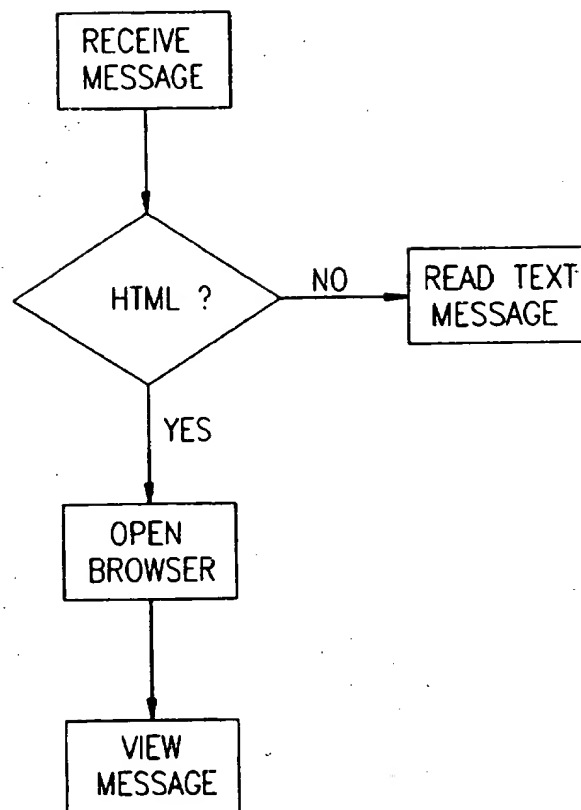 RECEIVE
MESSAGE
HTML ?
NO
READ TEXT
MESSAGE
YES
OPEN
BROWSER
VIEW
MESSAGE